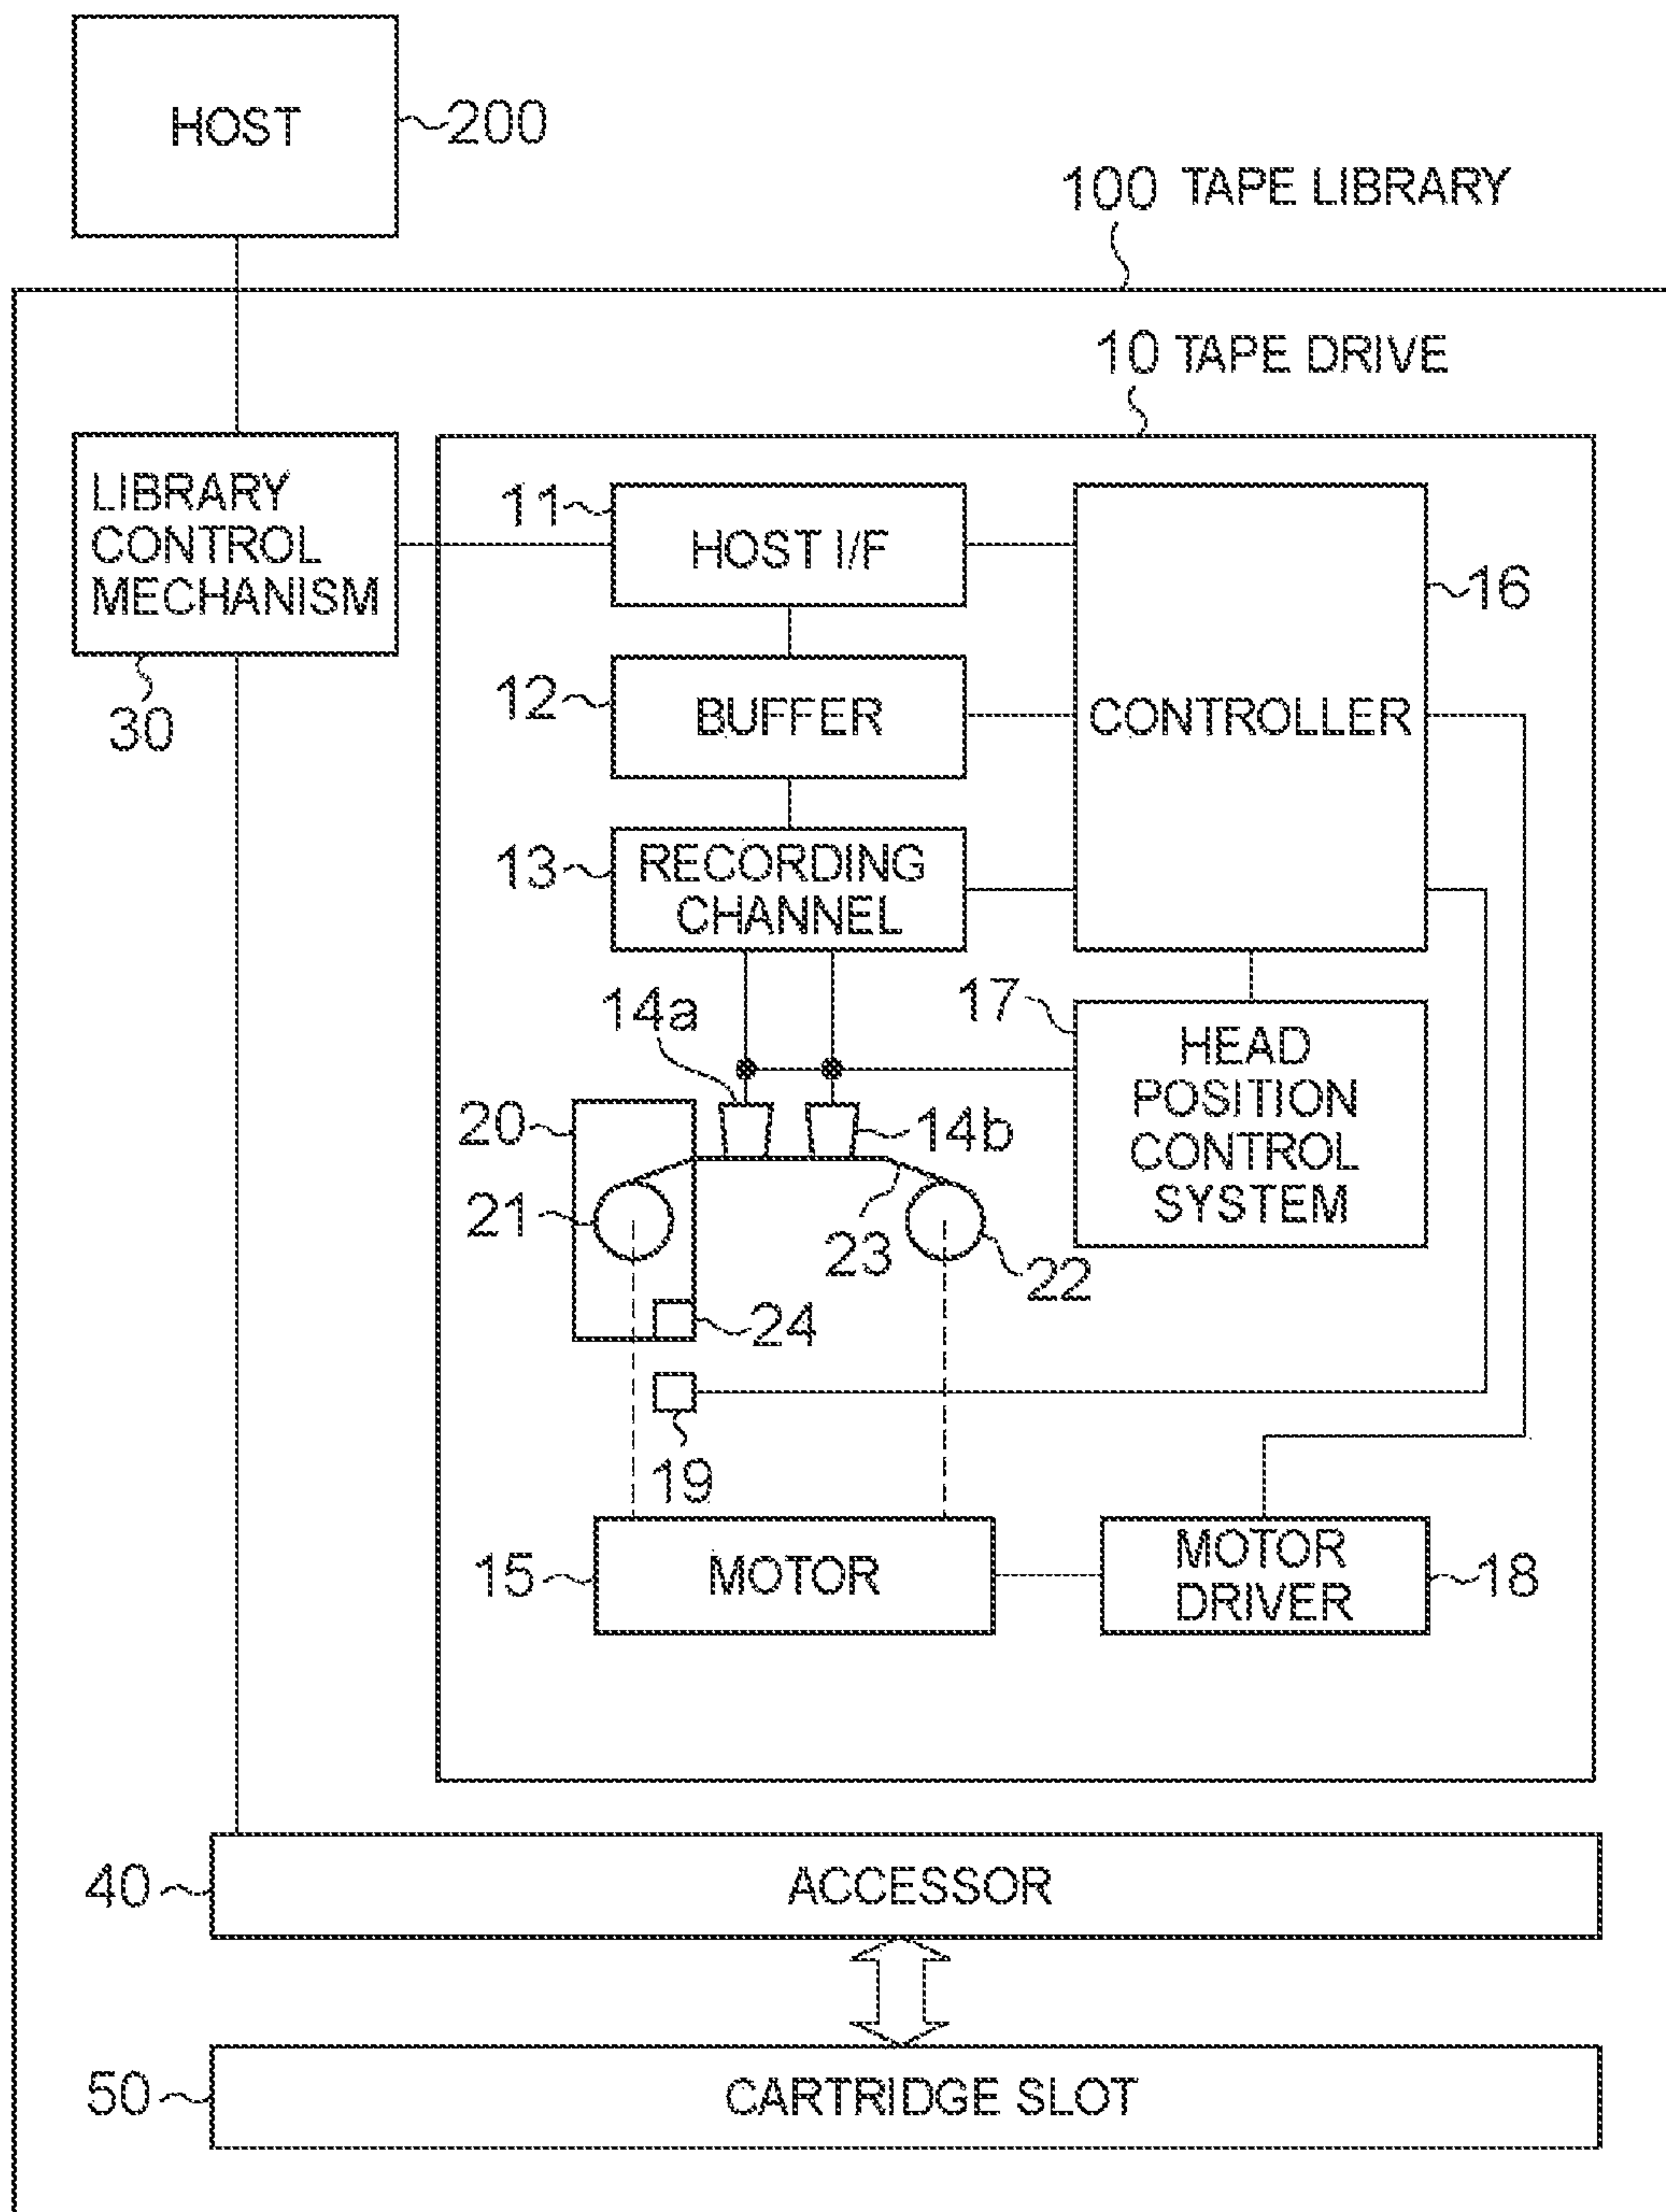 HOST
200
100 TAPE LIBRARY
10 TAPE DRIVE
LIBRARY
CONTROL
MECHANISM
30
11
HOST I/F
16
12
BUFFER
CONTROLLER
13
RECORDING
CHANNEL
14a
17
HEAD
POSITION
CONTROL
SYSTEM
20
14b
21
23
22
24
19
15
MOTOR
MOTOR
DRIVER
18
40
ACCESSOR
50
CARTRIDGE SLOT